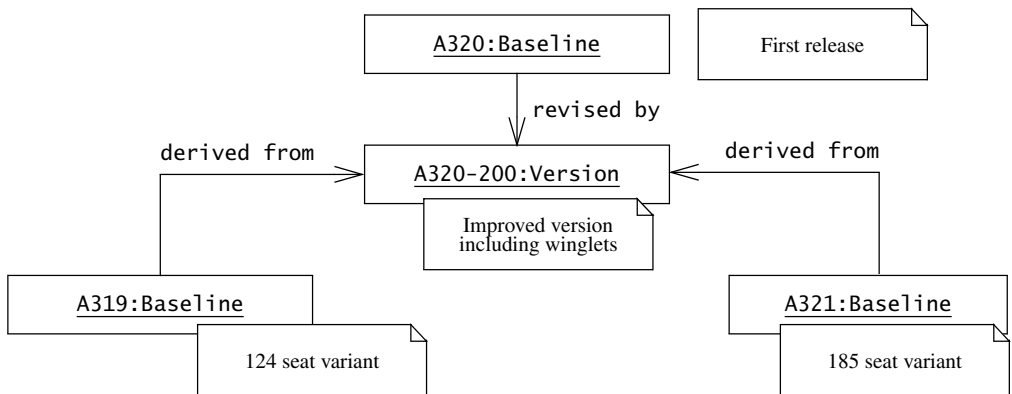 A320:Baseline
First release
revised by
derived from
derived from
A320-200:Version
Improved version
including winglets
A319:Baseline
A321:Baseline
124 seat variant
185 seat variant